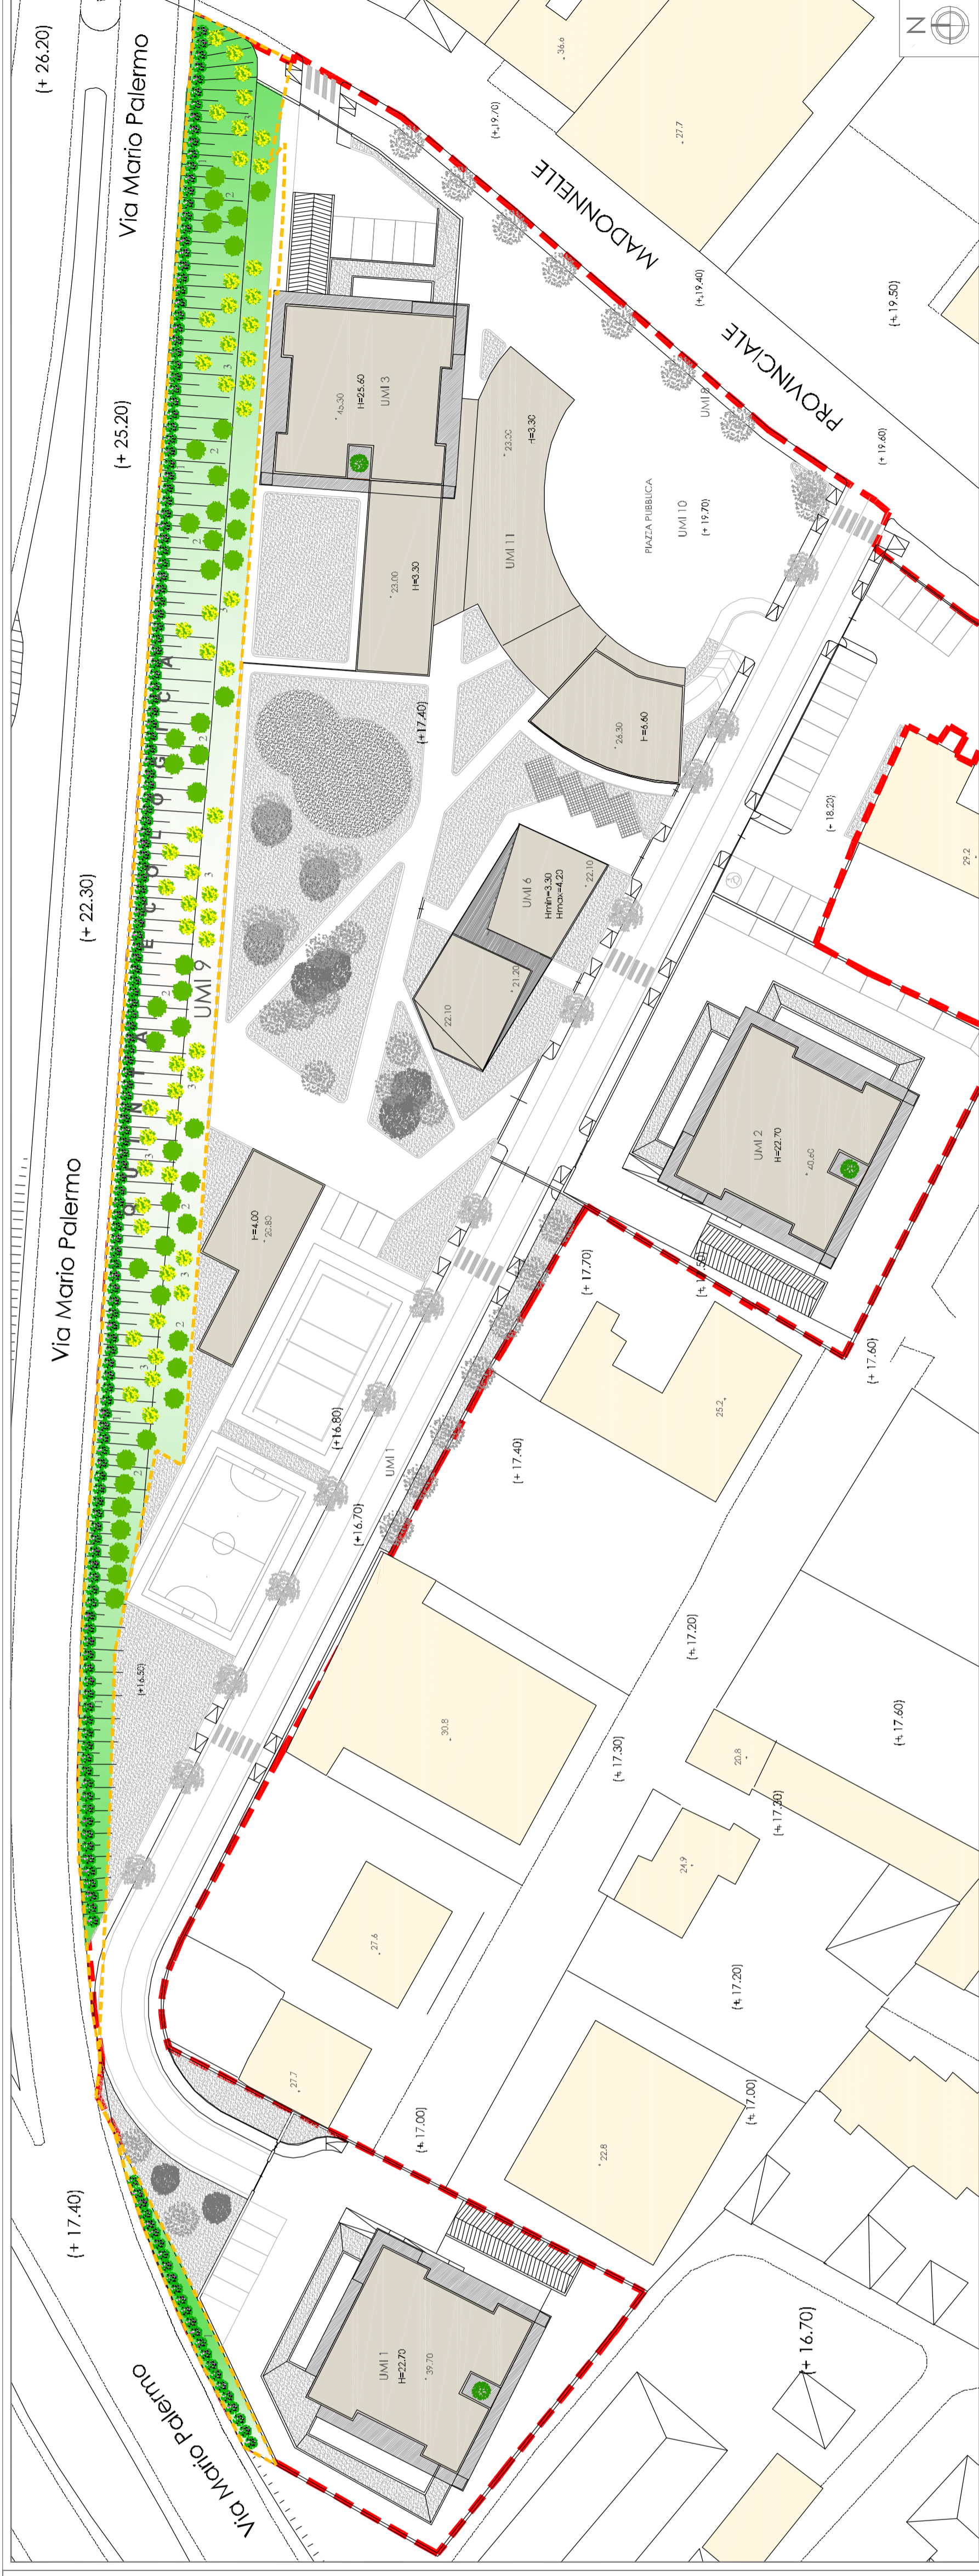 N
(+ 26.20)
Via Mario Palermo
(+ 25.20)
(+ 22.30)
Via Mario Palermo
(+ 17.40)
Via Mario Palermo
QUINTA ECOLOGICA
UMI 9
PROVINCIALE MADONNELLE
36.6
27.7
(+ 19.70)
(+ 19.40)
(+ 19.50)
(+ 19.60)
UMI 8
45.30
H=25.60
UMI 3
23.00
H=3.30
UMI 11
23.00
H=3.30
PIAZZA PUBBLICA
UMI 10
(+ 19.70)
26.30
H=6.60
(+17.40)
(+ 18.20)
29.2
UMI 6
Hmin=3.30
Hmax=4.20
22.10
21.20
22.10
UMI 2
H=22.70
40.60
H=4.00
20.80
(+ 17.70)
(+ 17.60)
25.2
(+16.80)
UMI 1
(+16.70)
(+ 17.40)
(+16.50)
(+ 17.20)
30.8
(+ 17.30)
20.8
(+ 17.60)
(+ 17.30)
24.9
27.6
(+ 17.20)
27.7
(+ 17.00)
(+ 17.00)
22.8
UMI 1
H=22.70
39.70
(+ 16.70)